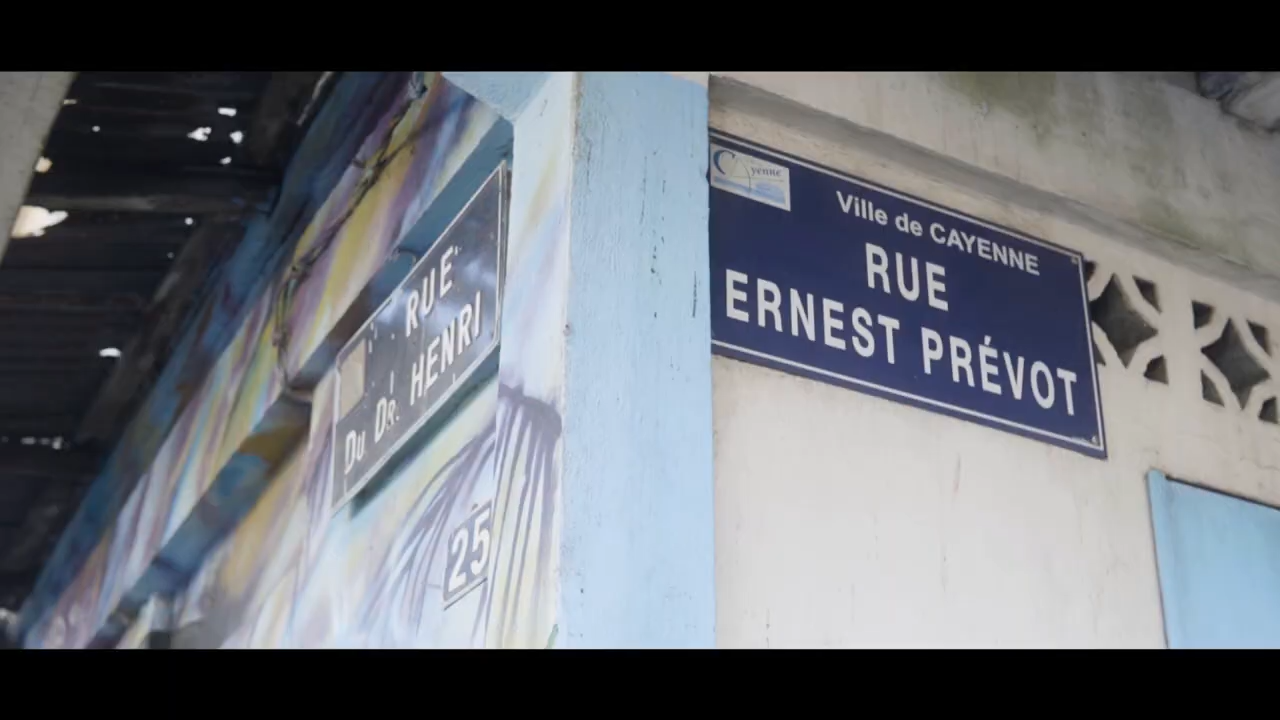 RUE
DU DR. HENRI
25
Cayenne
Ville de CAYENNE
RUE
ERNEST PRÉVOT